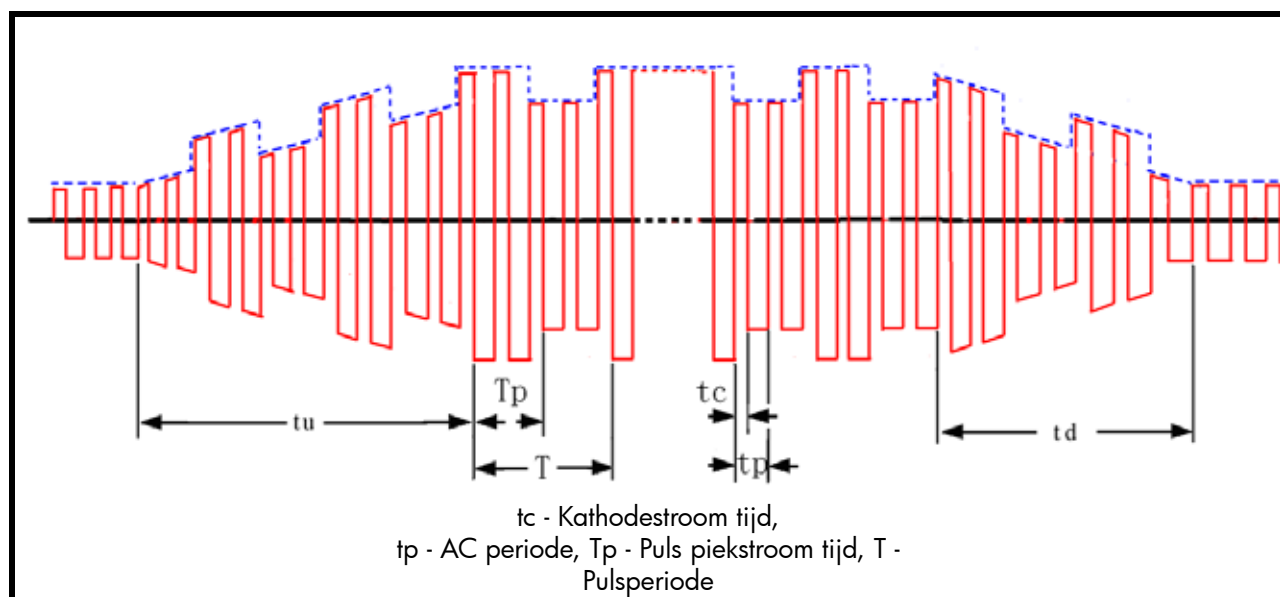 Tp
tc
tu
td
T
tp
tc - Kathodestroom tijd,
tp - AC periode, Tp - Puls piekstroom tijd, T -
Pulsperiode